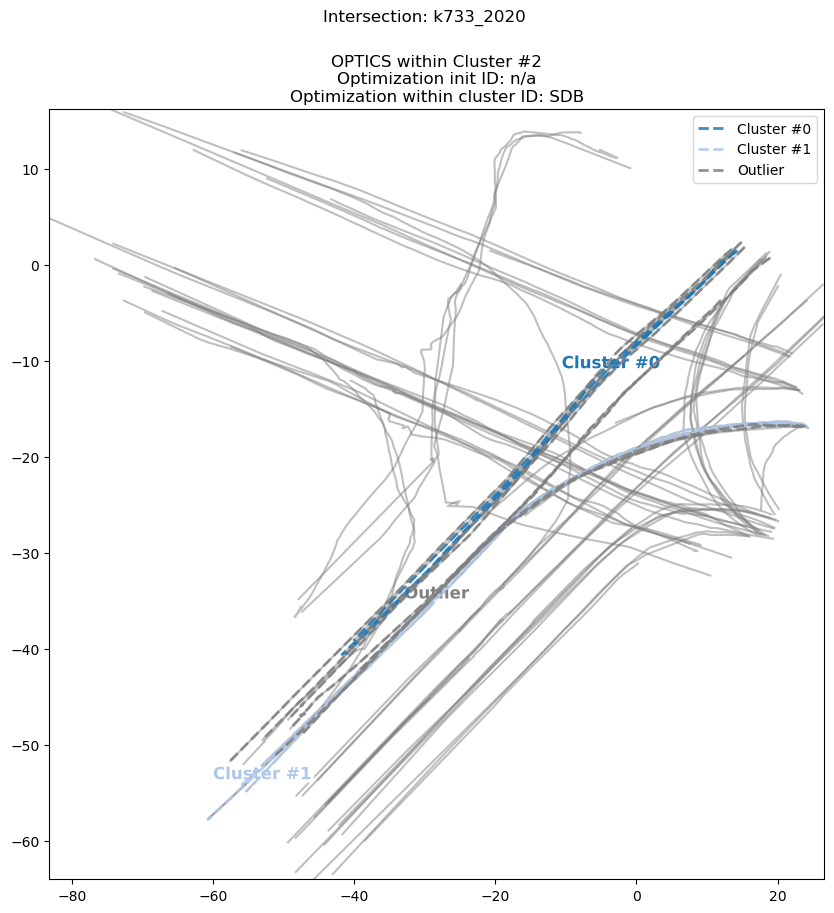 Intersection: k733_2020
OPTICS within Cluster #2
Optimization init ID: n/a
Optimization within cluster ID: SDB
Cluster #0
Cluster #1
Outlier
10
0
−10
−20
−30
−40
−50
−60
Cluster #0
Outlier
Cluster #1
−80
−60
−40
−20
0
20